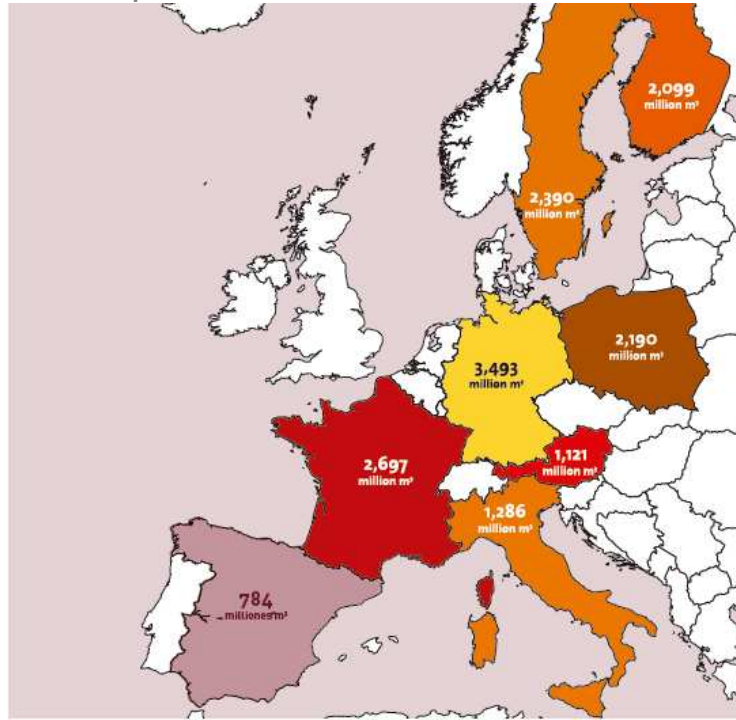 2,099
million m³
2,390
million m³
2,190
million m³
3,493
million m³
1,121
million m³
2,697
million m³
1,286
million m³
784
milliones m³